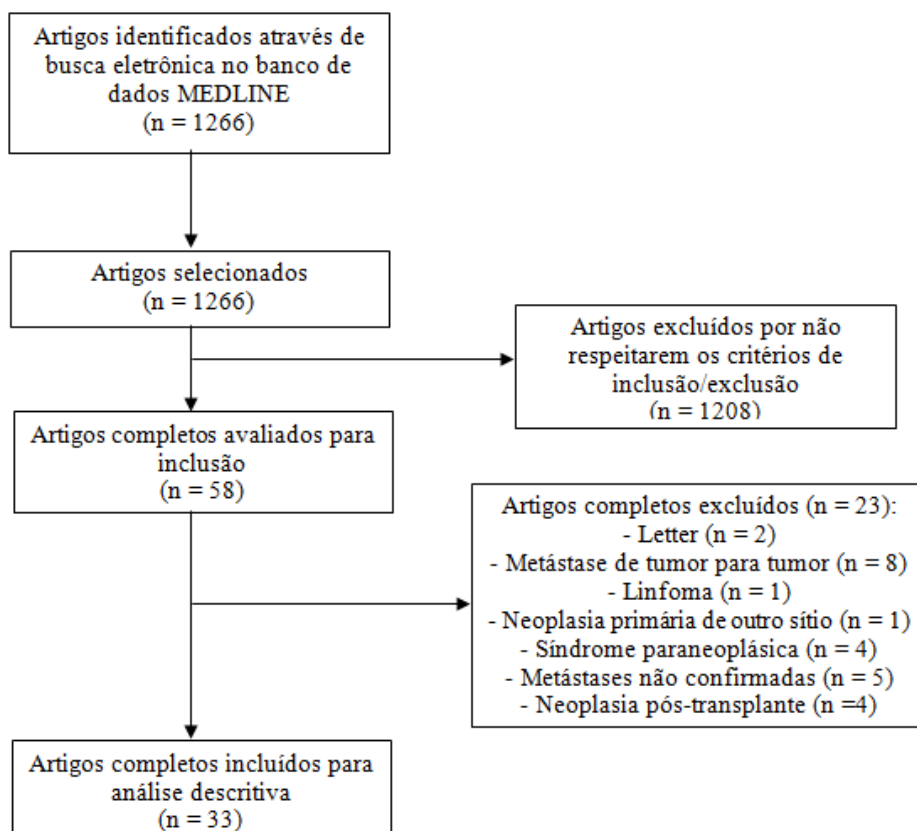 Artigos identificados através de
busca eletrônica no banco de
dados MEDLINE
(n = 1266)
Artigos selecionados
(n = 1266)
Artigos excluídos por não
respeitarem os critérios de
inclusão/exclusão
(n = 1208)
Artigos completos avaliados para
inclusão
(n = 58)
Artigos completos excluídos (n = 23):
- Letter (n = 2)
- Metástase de tumor para tumor (n = 8)
- Linfoma (n = 1)
- Neoplasia primária de outro sítio (n = 1)
- Síndrome paraneoplásica (n = 4)
- Metástases não confirmadas (n = 5)
- Neoplasia pós-transplante (n =4)
Artigos completos incluídos para
análise descritiva
(n = 33)